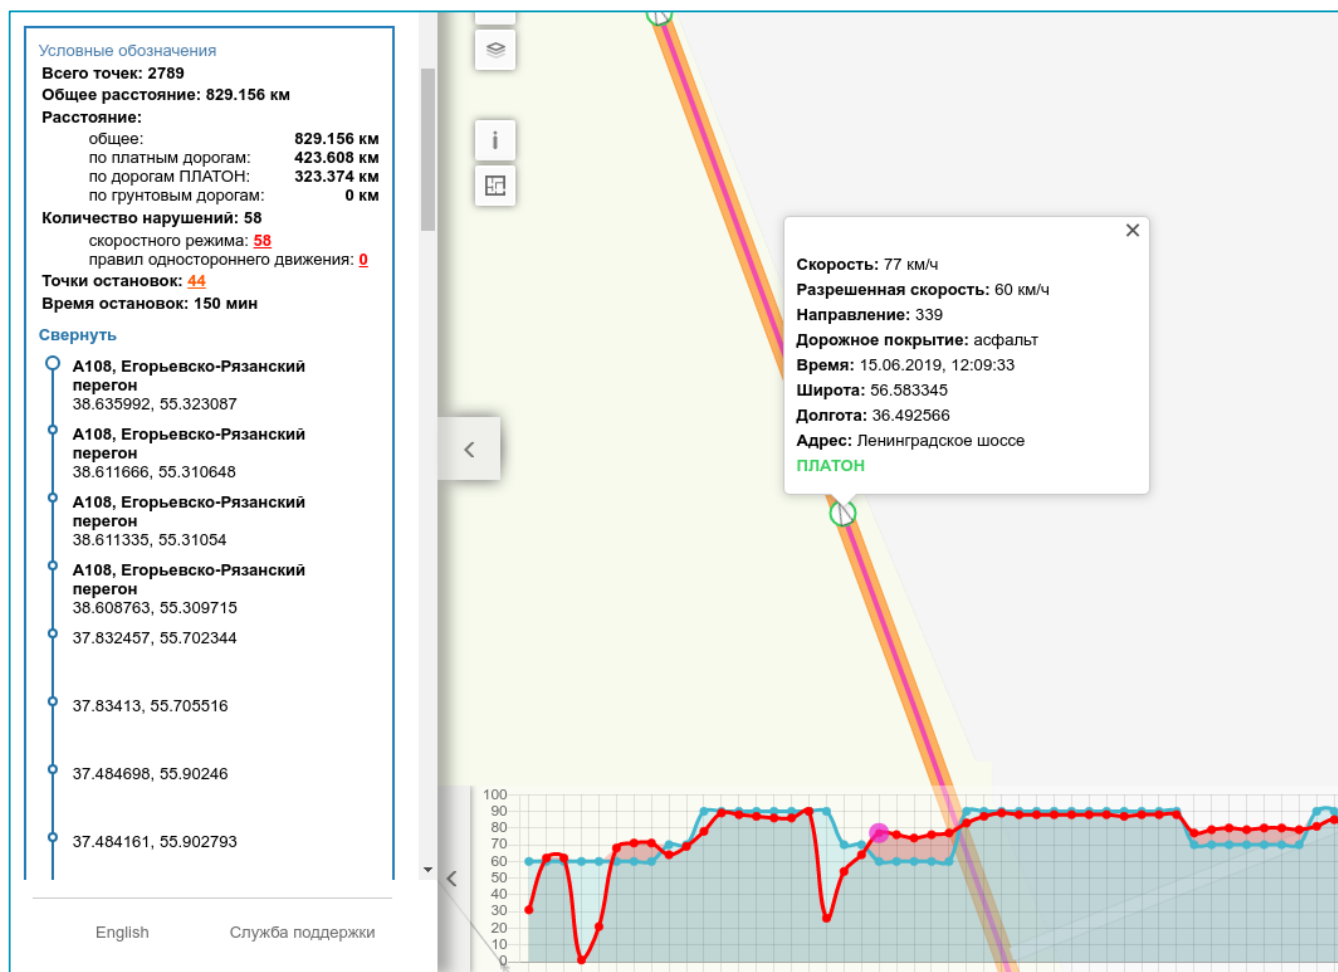 Условные обозначения
Всего точек: 2789
Общее расстояние: 829.156 км
Расстояние:
общее: 829.156 км
по платным дорогам: 423.608 км
по дорогам ПЛАТОН: 323.374 км
по грунтовым дорогам: 0 км
Количество нарушений: 58
скоростного режима: 58
правил одностороннего движения: 0
Точки остановок: 44
Время остановок: 150 мин
Свернуть
А108, Егорьевско-Рязанский
перегон
38.635992, 55.323087
А108, Егорьевско-Рязанский
перегон
38.611666, 55.310648
А108, Егорьевско-Рязанский
перегон
38.611335, 55.31054
А108, Егорьевско-Рязанский
перегон
38.608763, 55.309715
37.832457, 55.702344
37.83413, 55.705516
37.484698, 55.90246
37.484161, 55.902793
English Служба поддержки
Скорость: 77 км/ч
Разрешенная скорость: 60 км/ч
Направление: 339
Дорожное покрытие: асфальт
Время: 15.06.2019, 12:09:33
Широта: 56.583345
Долгота: 36.492566
Адрес: Ленинградское шоссе
ПЛАТОН
100
90
80
70
60
50
40
30
20
10
0